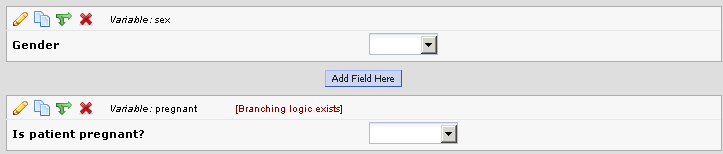 Variable: sex
Gender
Add Field Here
Variable: pregnant [Branching logic exists]
Is patient pregnant?